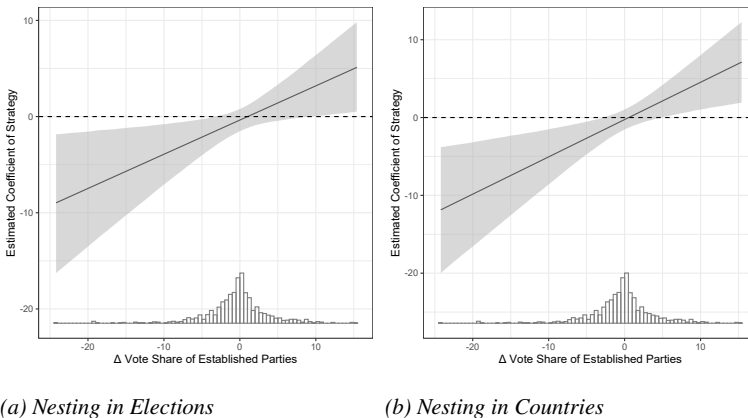 Estimated Coefficient of Strategy
10
0
-10
-20
-20
-10
0
10
Δ Vote Share of Established Parties
Estimated Coefficient of Strategy
10
0
-10
-20
-20
-10
0
10
Δ Vote Share of Established Parties
(a) Nesting in Elections
(b) Nesting in Countries